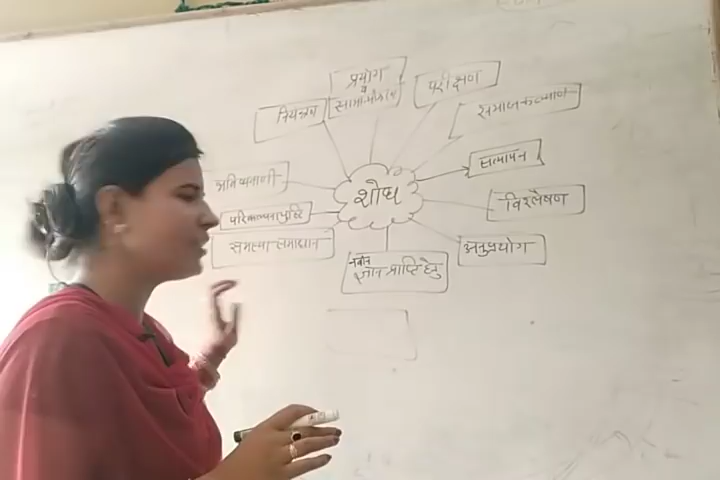 प्रयोग
व
सामान्यीकरण
परीक्षण
नियन्त्रण
समाजकल्याण
सत्यापन
भविष्यवाणी
शोध
विश्लेषण
परिकल्पनापुष्टि
समस्या-समाधान
अनुप्रयोग
नवीन
ज्ञान प्राप्ति हेतु